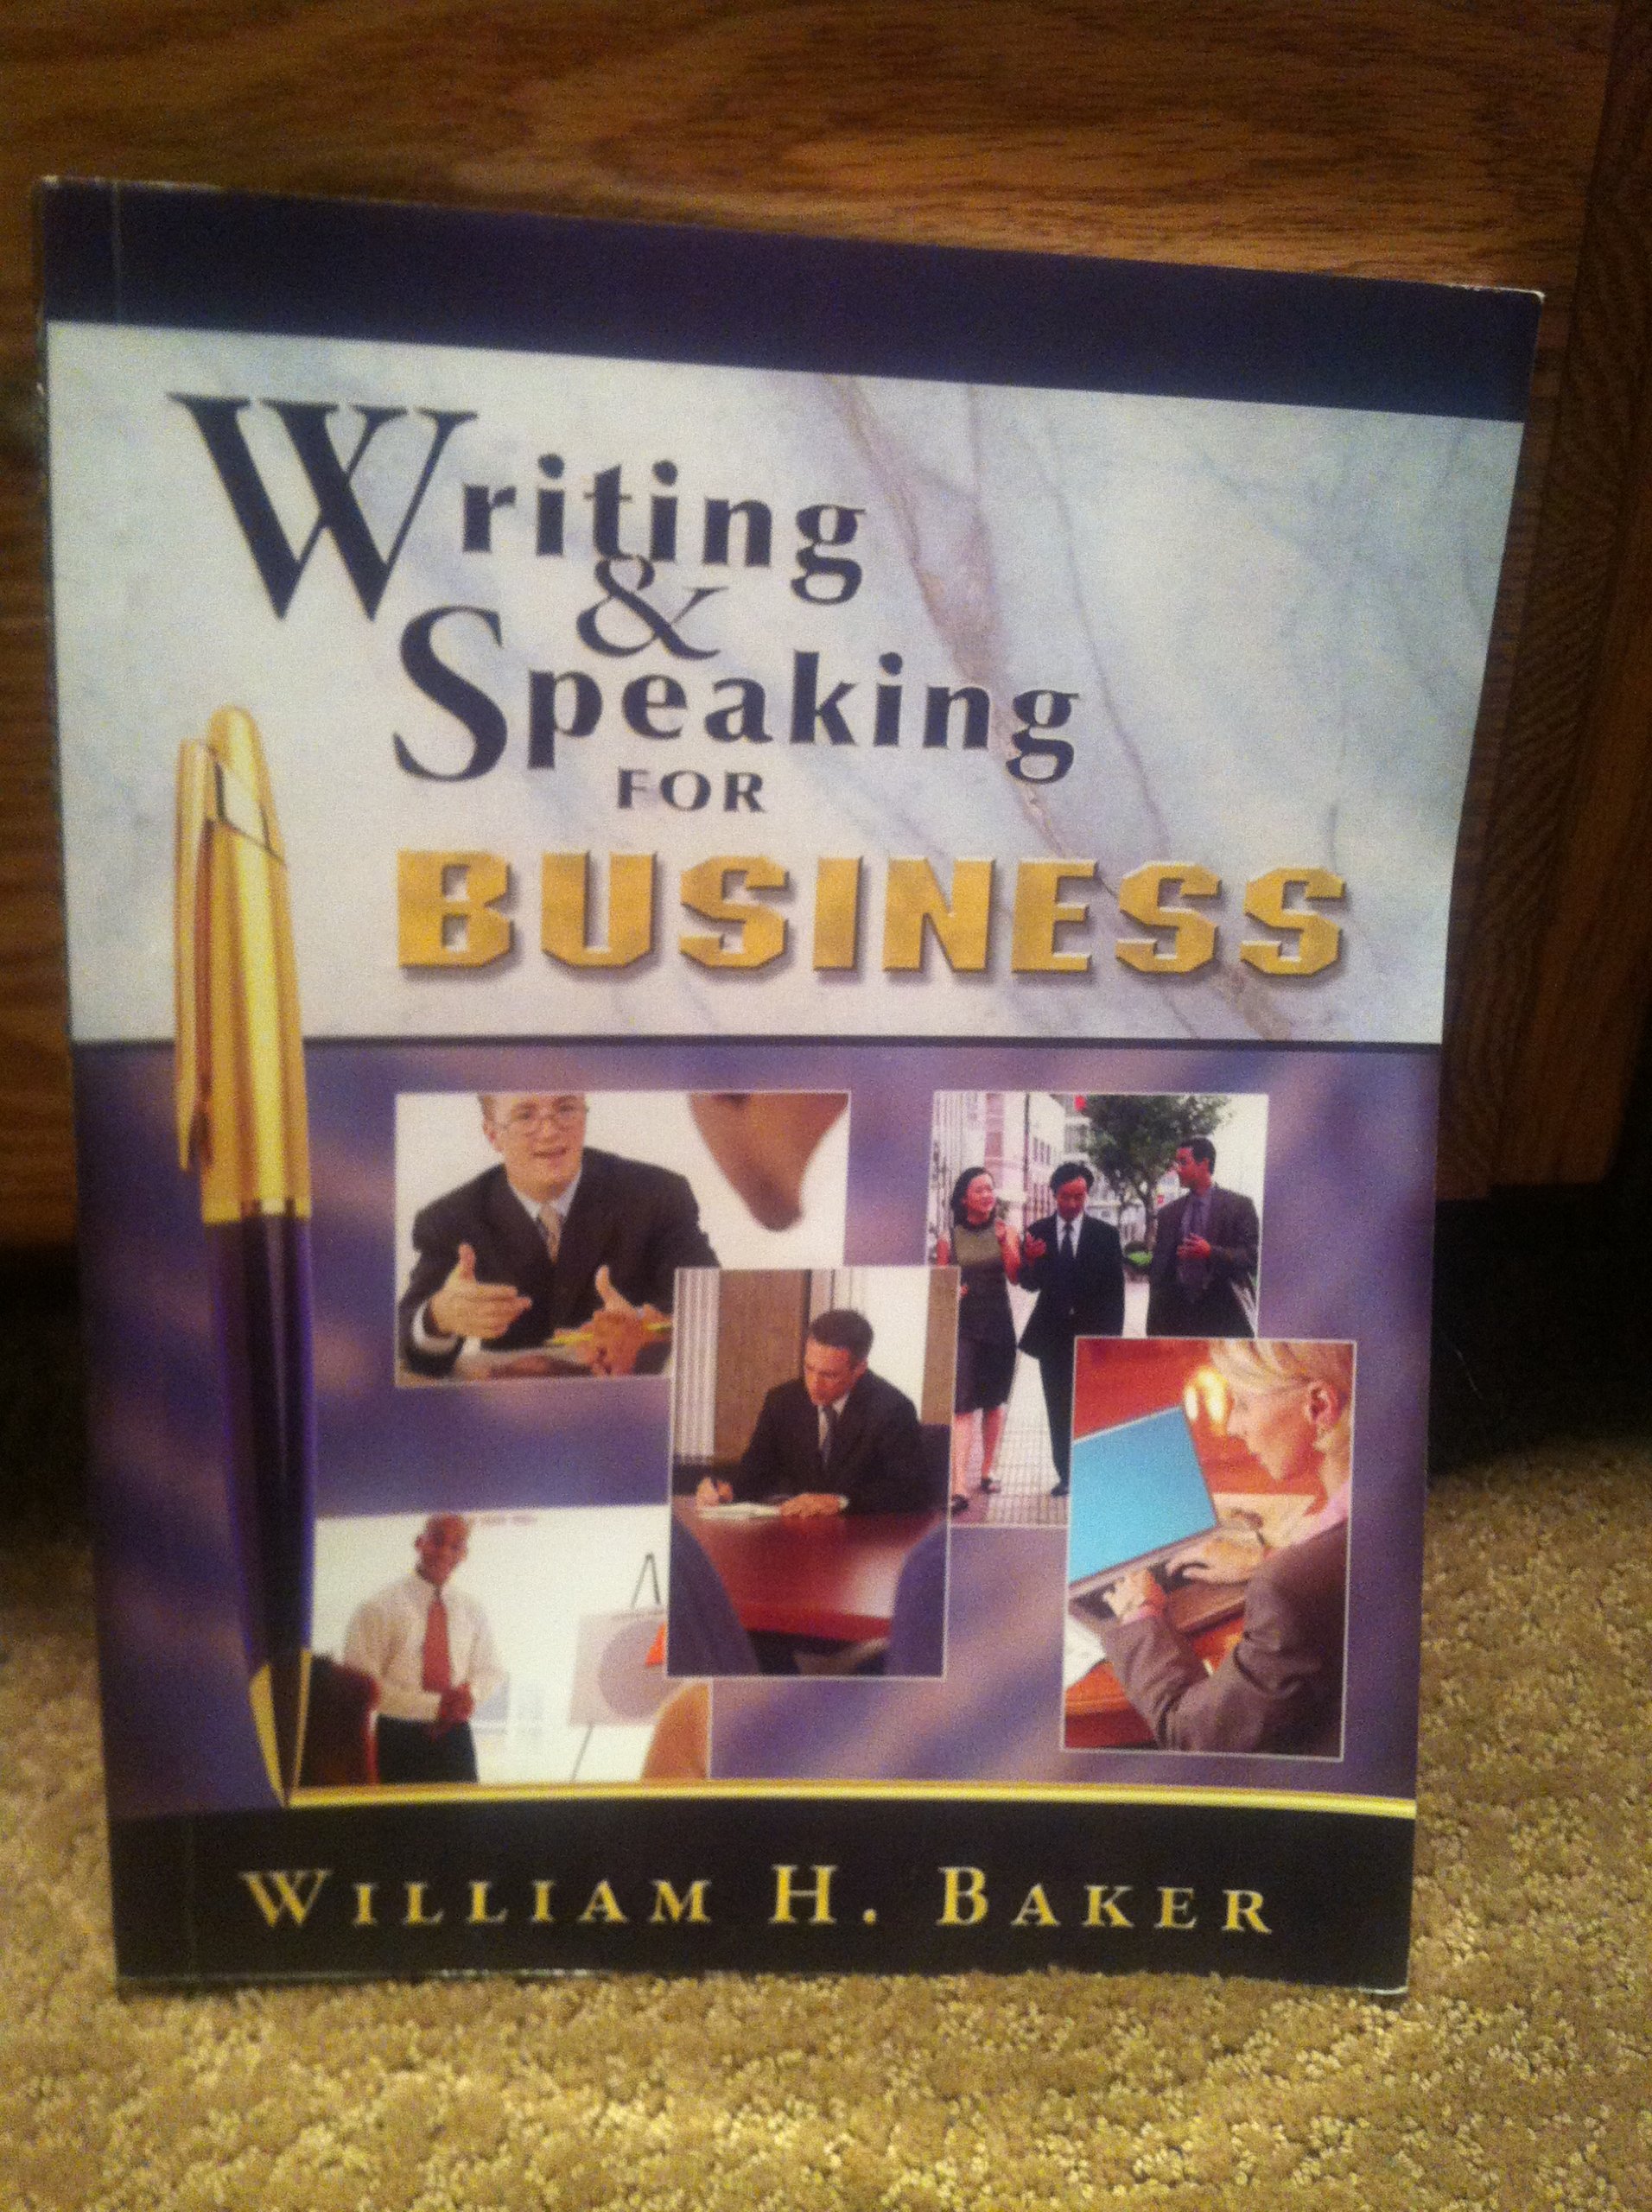 Writing
&
Speaking
FOR
BUSINESS
WILLIAM H. BAKER